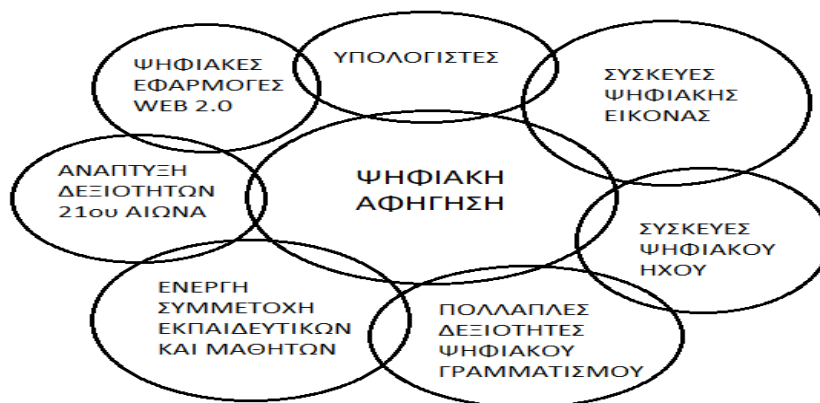 ΨΗΦΙΑΚΕΣ
ΕΦΑΡΜΟΓΕΣ
WEB 2.0
ΥΠΟΛΟΓΙΣΤΕΣ
ΣΥΣΚΕΥΕΣ
ΨΗΦΙΑΚΗΣ
ΕΙΚΟΝΑΣ
ΑΝΑΠΤΥΞΗ
ΔΕΞΙΟΤΗΤΩΝ
21ου ΑΙΩΝΑ
ΨΗΦΙΑΚΗ
ΑΦΗΓΗΣΗ
ΣΥΣΚΕΥΕΣ
ΨΗΦΙΑΚΟΥ
ΗΧΟΥ
ΕΝΕΡΓΗ
ΣΥΜΜΕΤΟΧΗ
ΕΚΠΑΙΔΕΥΤΙΚΩΝ
ΚΑΙ ΜΑΘΗΤΩΝ
ΠΟΛΛΑΠΛΕΣ
ΔΕΞΙΟΤΗΤΕΣ
ΨΗΦΙΑΚΟΥ
ΓΡΑΜΜΑΤΙΣΜΟΥ